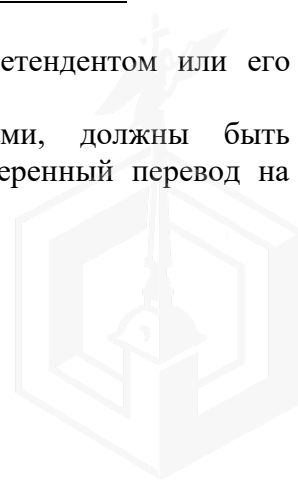 етендентом или его
ми, должны быть
еренный перевод на